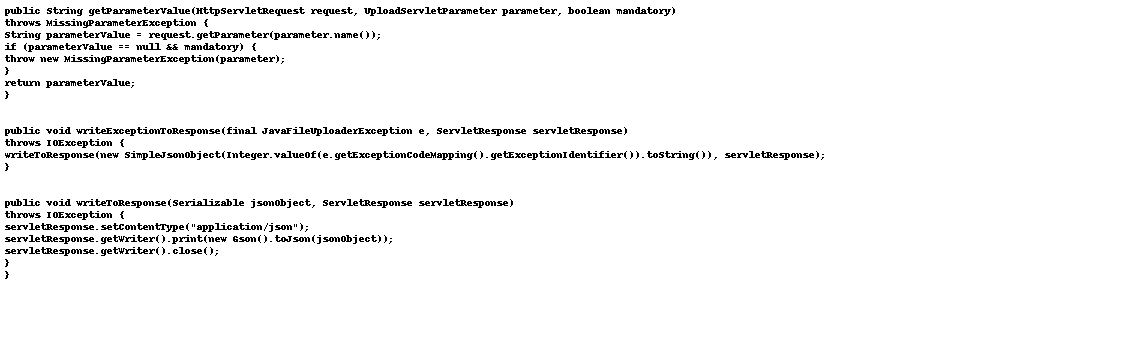 public String getParameterValue(HttpServletRequest request, UploadServletParameter parameter, boolean mandatory)
throws MissingParameterException {
String parameterValue = request.getParameter(parameter.name());
if (parameterValue == null && mandatory) {
throw new MissingParameterException(parameter);
}
return parameterValue;
}
public void writeExceptionToResponse(final JavaFileUploaderException e, ServletResponse servletResponse)
throws IOException {
writeToResponse(new SimpleJsonObject(Integer.valueOf(e.getExceptionCodeMapping().getExceptionIdentifier()).toString()), servletResponse);
}
public void writeToResponse(Serializable jsonObject, ServletResponse servletResponse)
throws IOException {
servletResponse.setContentType("application/json");
servletResponse.getWriter().print(new Gson().toJson(jsonObject));
servletResponse.getWriter().close();
}
}